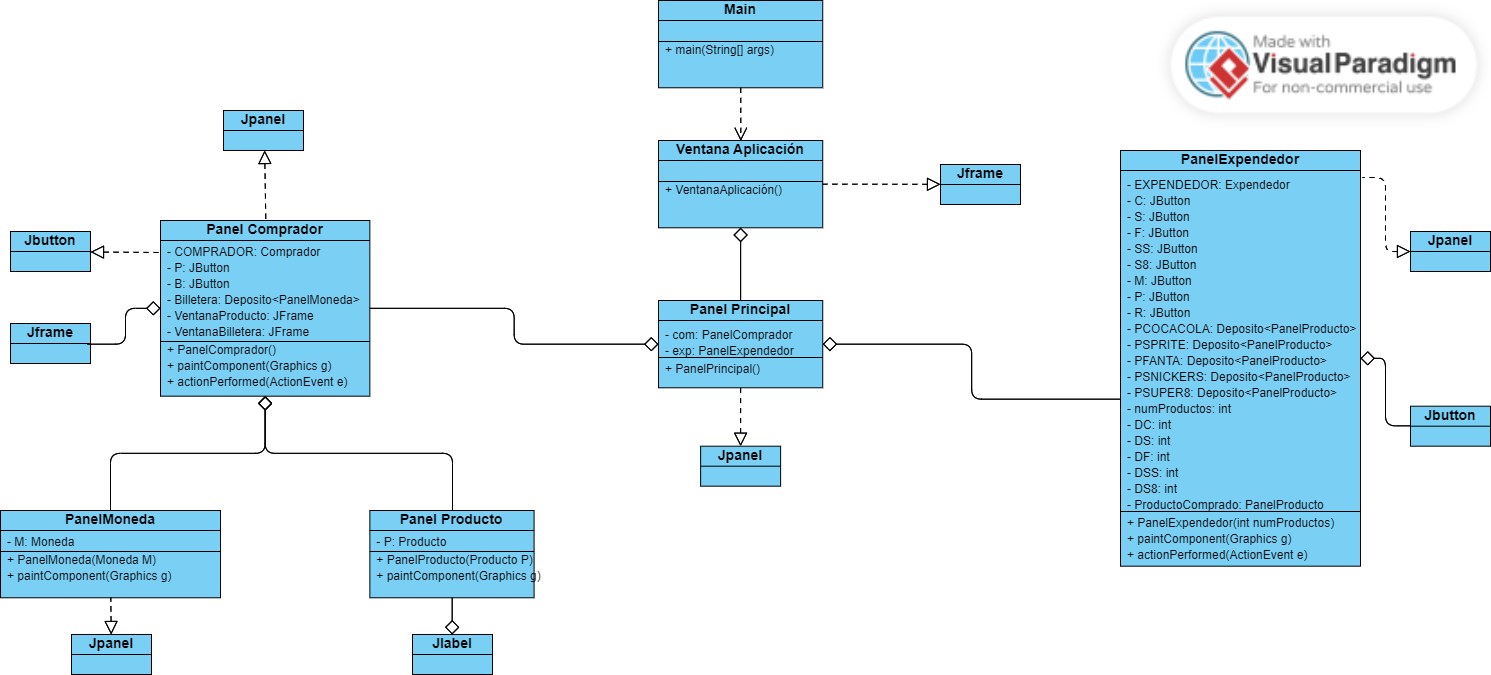 Main
+ main(String[] args)
Made with
VisualParadigm
For non-commercial use
Jpanel
Ventana Aplicación
+ VentanaAplicación()
Jframe
PanelExpendedor
- EXPENDEDOR: Expendedor
- C: JButton
- S: JButton
- F: JButton
- SS: JButton
- S8: JButton
- M: JButton
- P: JButton
- R: JButton
- PCOCACOLA: Deposito<PanelProducto>
- PSPRITE: Deposito<PanelProducto>
- PFANTA: Deposito<PanelProducto>
- PSNICKERS: Deposito<PanelProducto>
- PSUPER8: Deposito<PanelProducto>
- numProductos: int
- DC: int
- DS: int
- DF: int
- DSS: int
- DS8: int
- ProductoComprado: PanelProducto
+ PanelExpendedor(int numProductos)
+ paintComponent(Graphics g)
+ actionPerformed(ActionEvent e)
Jpanel
Jbutton
Jbutton
Jframe
Panel Comprador
- COMPRADOR: Comprador
- P: JButton
- B: JButton
- Billetera: Deposito<PanelMoneda>
- VentanaProducto: JFrame
- VentanaBilletera: JFrame
+ PanelComprador()
+ paintComponent(Graphics g)
+ actionPerformed(ActionEvent e)
Panel Principal
- com: PanelComprador
- exp: PanelExpendedor
+ PanelPrincipal()
Jpanel
PanelMoneda
- M: Moneda
+ PanelMoneda(Moneda M)
+ paintComponent(Graphics g)
Jpanel
Panel Producto
- P: Producto
+ PanelProducto(Producto P)
+ paintComponent(Graphics g)
Jlabel